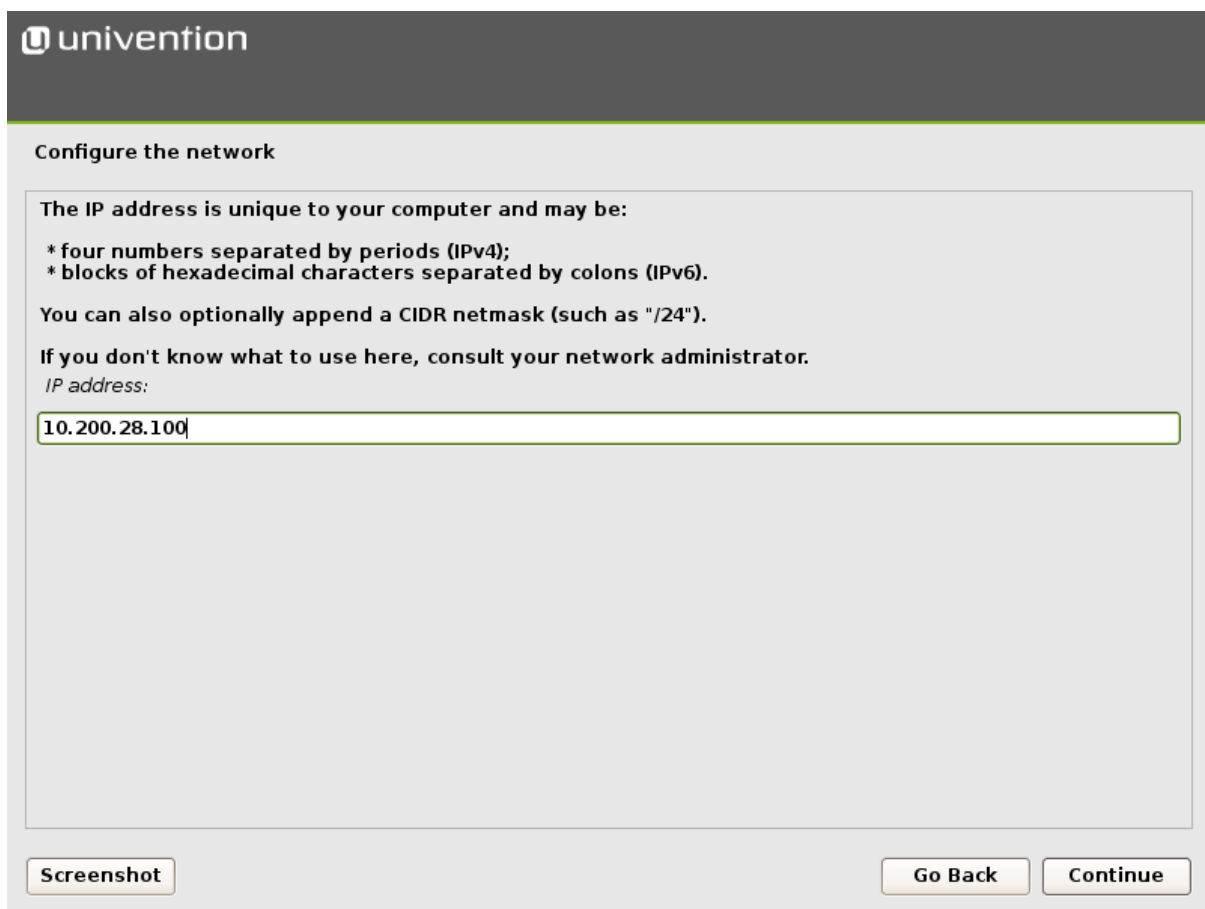 univention
Configure the network
The IP address is unique to your computer and may be:
* four numbers separated by periods (IPv4);
* blocks of hexadecimal characters separated by colons (IPv6).
You can also optionally append a CIDR netmask (such as "/24").
If you don't know what to use here, consult your network administrator.
IP address:
10.200.28.100
Screenshot
Go Back
Continue